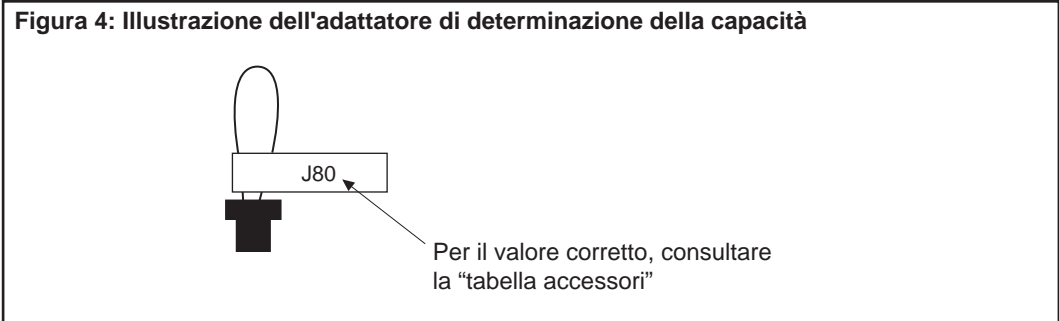 Figura 4: Illustrazione dell'adattatore di determinazione della capacità
J80
Per il valore corretto, consultare
la “tabella accessori”